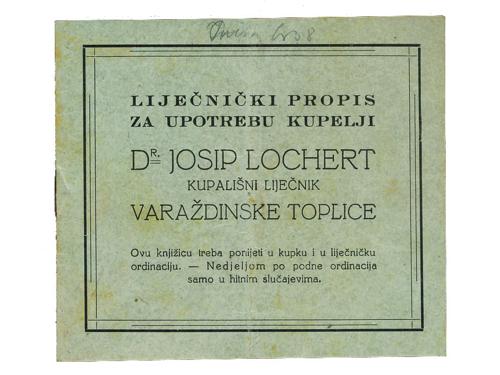 LIJEČNIČKI PROPIS
ZA UPOTREBU KUPELJI
DR. JOSIP LOCHERT
KUPALIŠNI LIJEČNIK
VARAŽDINSKE TOPLICE
Ovu knjižicu treba ponijeti u kupku i u liječničku
ordinaciju. — Nedjeljom po podne ordinacija
samo u hitnim slučajevima.